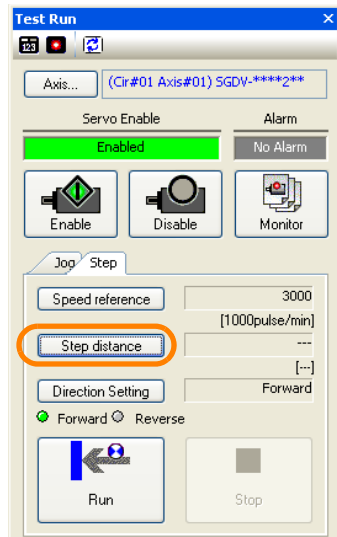 Test Run
123
Axis... (Cir#01 Axis#01) SGDV-****2**
Servo Enable Alarm
Enabled No Alarm
Enable Disable Monitor
Jog Step
Speed reference 3000
[1000pulse/min]
Step distance ---
[---]
Direction Setting Forward
Forward Reverse
Run Stop